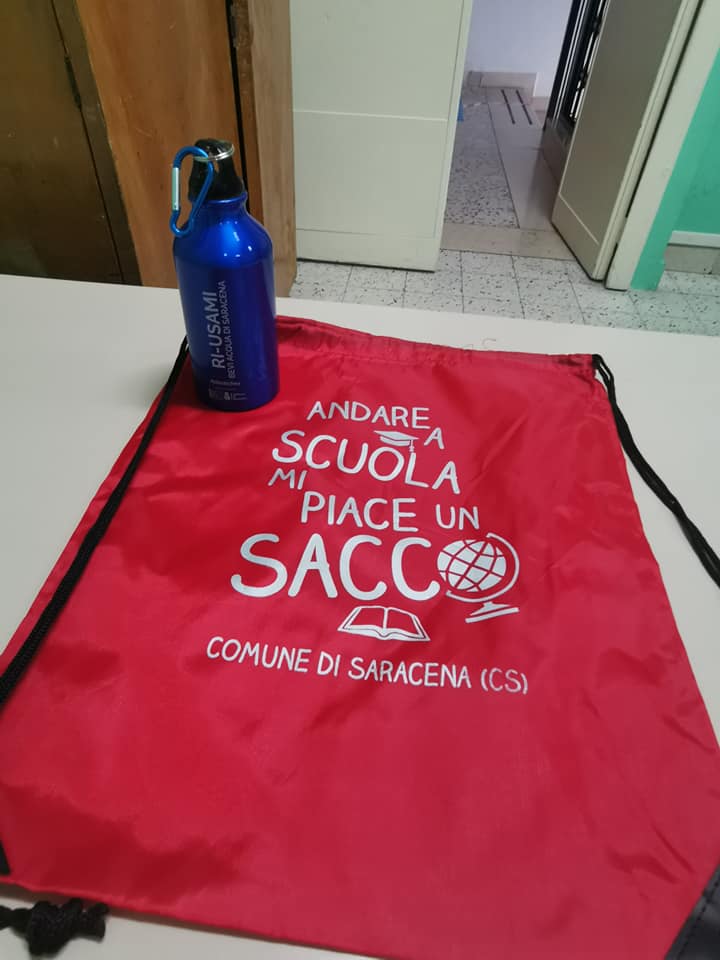 RI-USAMI
BEVI ACQUA DI SARACENA
ANDARE
A
SCUOLA
MI
PIACE UN
SACCO
COMUNE DI SARACENA (CS)